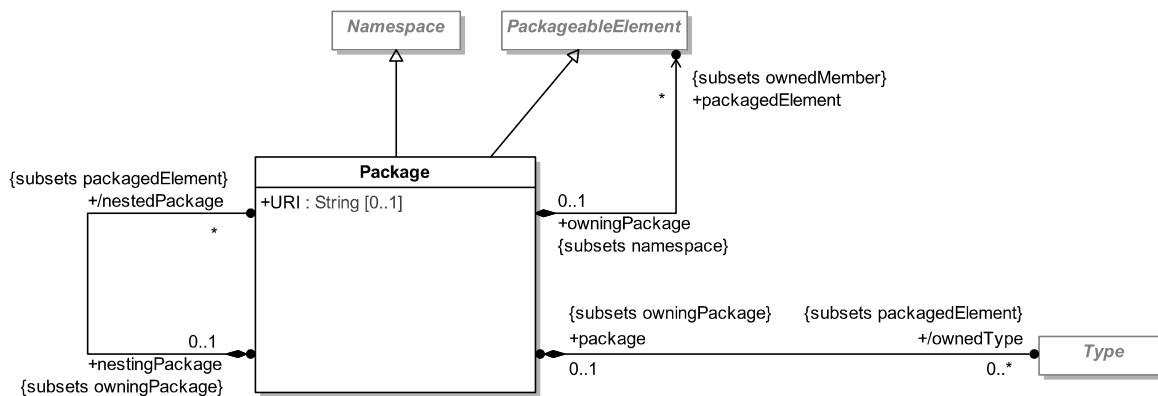 Namespace
PackageableElement
{subsets ownedMember}
*
+packagedElement
Package
{subsets packagedElement}
+/nestedPackage
*
+URI : String [0..1]
0..1
+owningPackage
{subsets namespace}
{subsets owningPackage}
{subsets packagedElement}
0..1
+package
+/ownedType
Type
+nestingPackage
0..1
0..*
{subsets owningPackage}